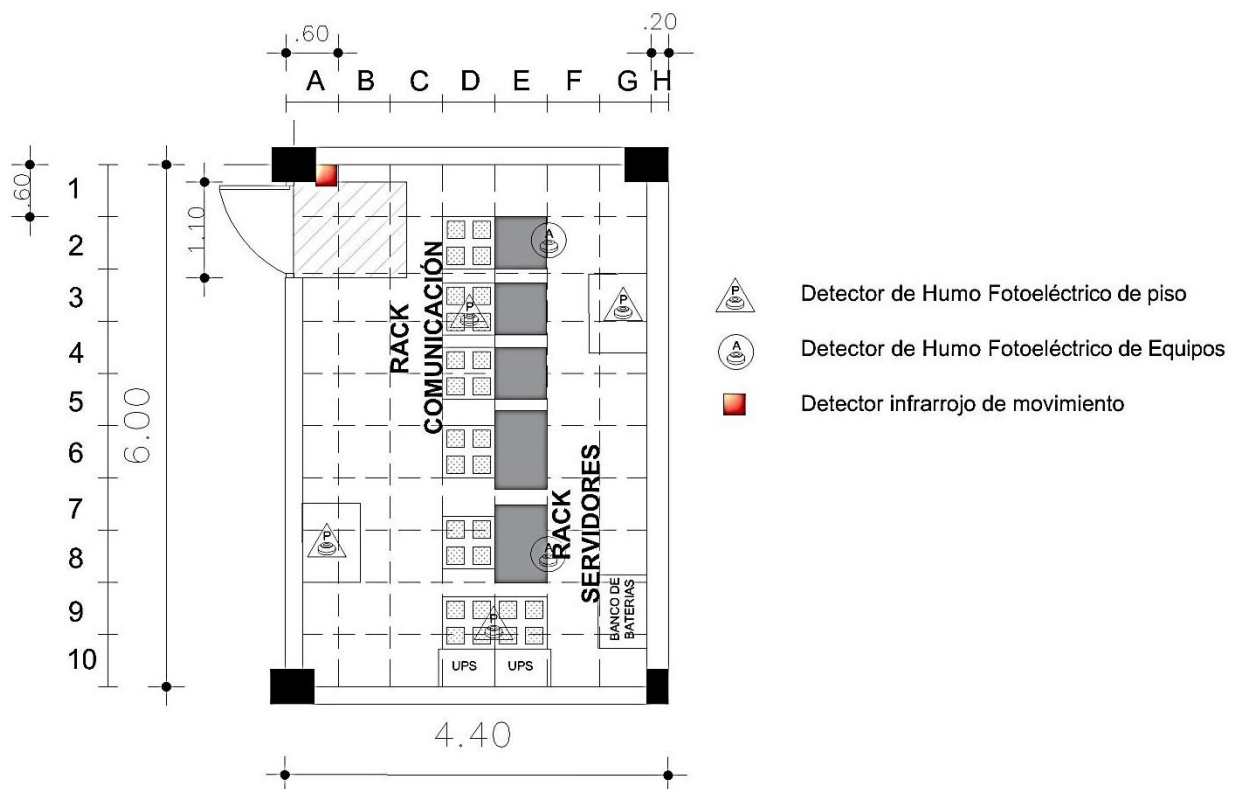 .60
.20
A B C D E F G H
.60
1
2
3
4
5
6
7
8
9
10
6.00
1.10
RACK
COMUNICACIÓN
RACK
SERVIDORES
A
P
P
P
A
P
BANCO DE
BATERIAS
UPS UPS
4.40
P Detector de Humo Fotoeléctrico de piso
A Detector de Humo Fotoeléctrico de Equipos
Detector infrarrojo de movimiento